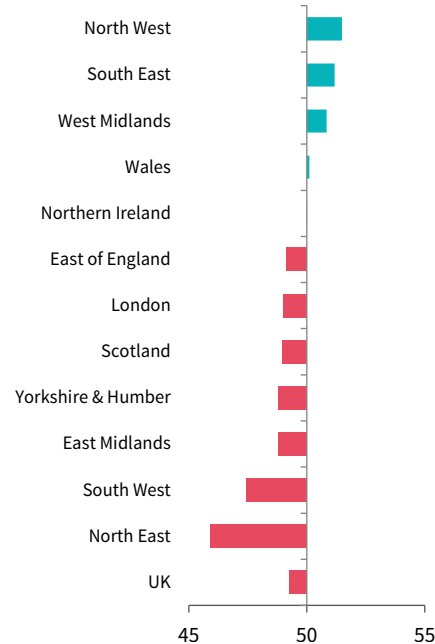 North West
South East
West Midlands
Wales
Northern Ireland
East of England
London
Scotland
Yorkshire & Humber
East Midlands
South West
North East
UK
45 50 55